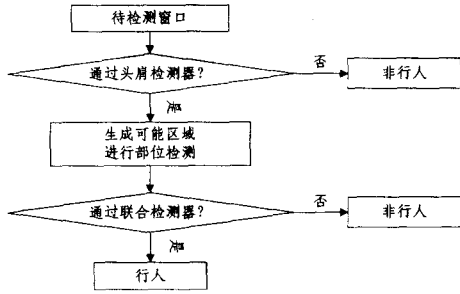 待检测窗口
通过头肩检测器?
否
非行人
是
生成可能区域
进行部位检测
通过联合检测器?
否
非行人
是
行人